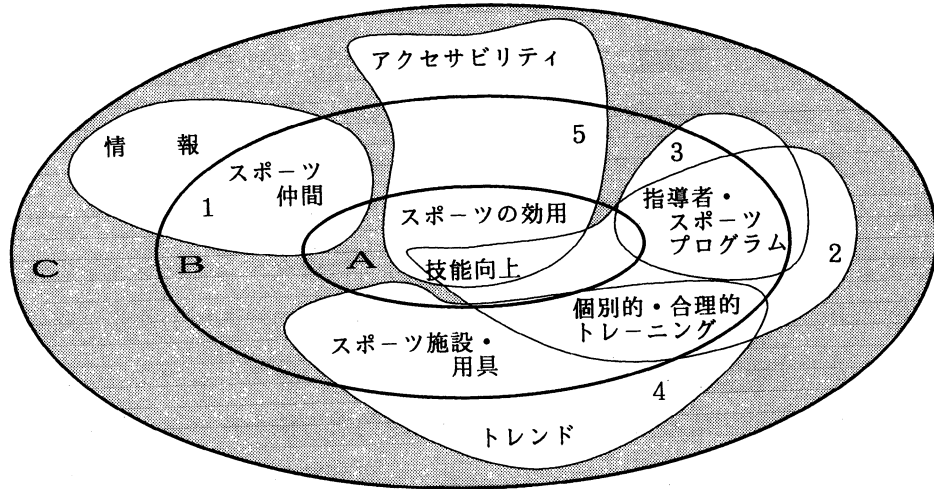 アクセサビリティ
5
情　報
3
スポーツ
仲間
1
指導者・
スポーツ
プログラム
スポーツの効用
2
C
B
A
技能向上
個別的・合理的
トレーニング
スポーツ施設・
用具
4
トレンド